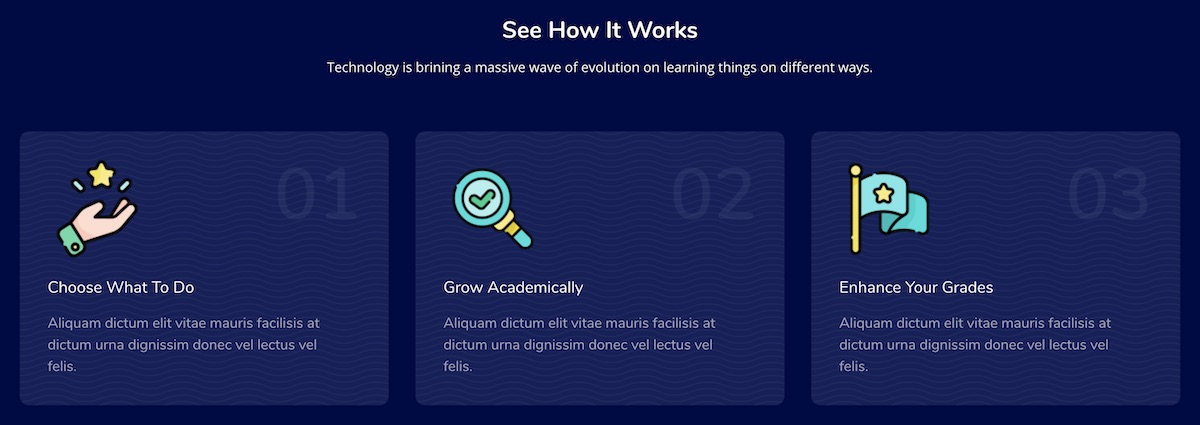 See How It Works
Technology is brining a massive wave of evolution on learning things on different ways.
01
Choose What To Do
Aliquam dictum elit vitae mauris facilisis at
dictum urna dignissim donec vel lectus vel
felis.
02
Grow Academically
Aliquam dictum elit vitae mauris facilisis at
dictum urna dignissim donec vel lectus vel
felis.
03
Enhance Your Grades
Aliquam dictum elit vitae mauris facilisis at
dictum urna dignissim donec vel lectus vel
felis.